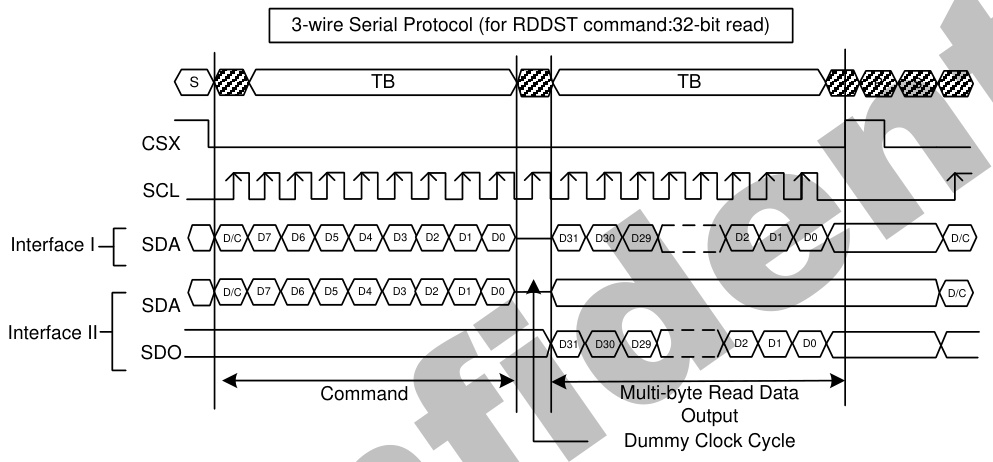 3-wire Serial Protocol (for RDDST command:32-bit read)
S TB TB
CSX
SCL
Interface I SDA D/C D7 D6 D5 D4 D3 D2 D1 D0 D31 D30 D29 D2 D1 D0 D/C
Interface II SDA D/C D7 D6 D5 D4 D3 D2 D1 D0 D/C
SDO D31 D30 D29 D2 D1 D0
Command
Multi-byte Read Data
Output
Dummy Clock Cycle
fident